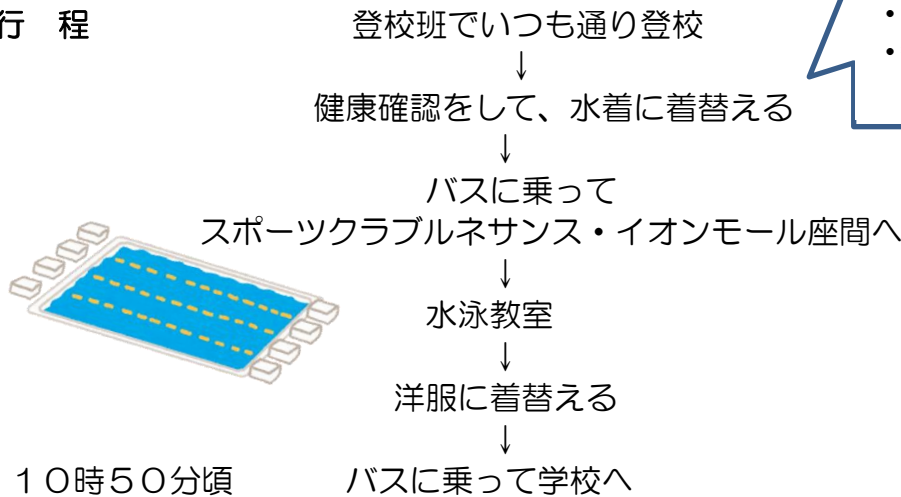 行　程
登校班でいつも通り登校
↓
健康確認をして、水着に着替える
↓
バスに乗って
スポーツクラブルネサンス・イオンモール座間へ
↓
水泳教室
↓
洋服に着替える
↓
１０時５０分頃　バスに乗って学校へ